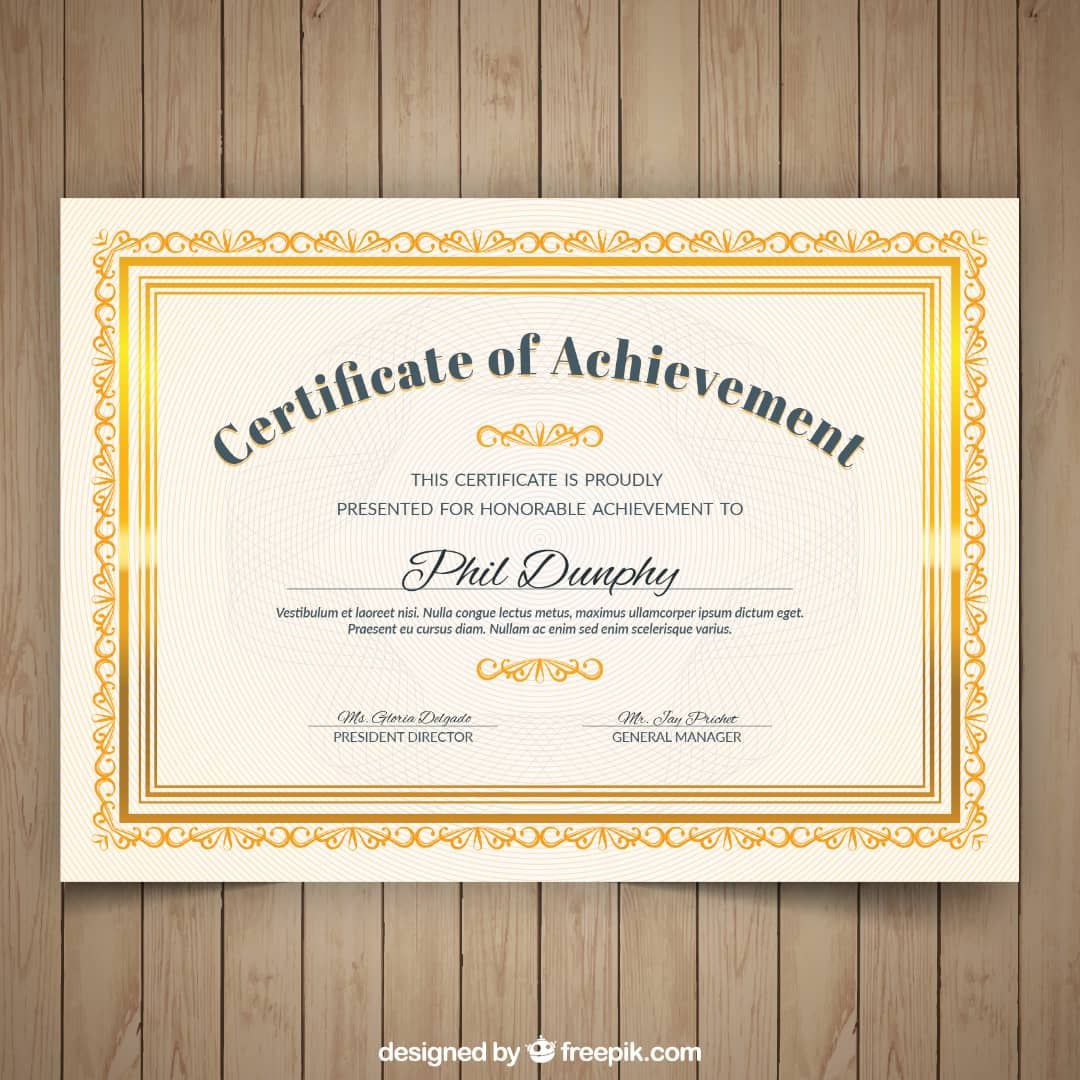 Certificate of Achievement
THIS CERTIFICATE IS PROUDLY
PRESENTED FOR HONORABLE ACHIEVEMENT TO
Phil Dunphy
Vestibulum et laoreet nisi. Nulla congue lectus metus, maximus ullamcorper ipsum dictum eget.
Praesent eu cursus diam. Nullam ac enim sed enim scelerisque varius.
Ms. Gloria Delgado
PRESIDENT DIRECTOR
Mr. Jay Prichet
GENERAL MANAGER
designed by freepik.com